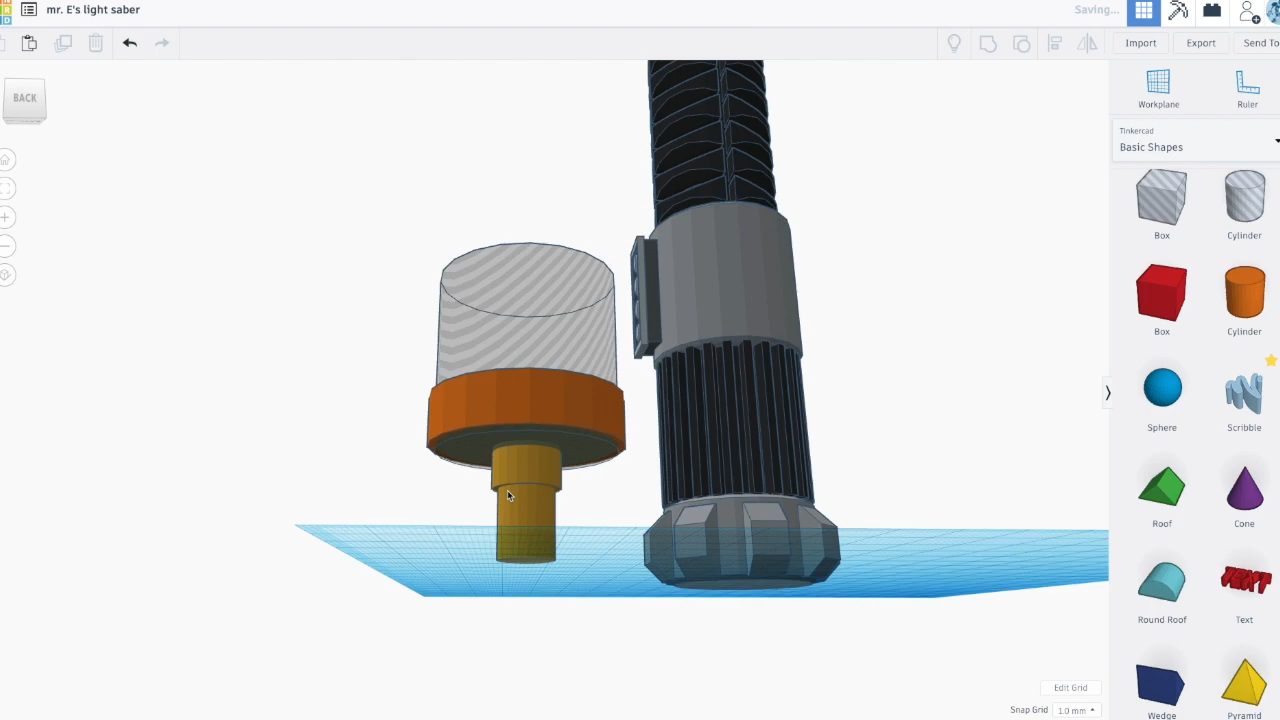 mr. E's light saber
Saving...
Import
Export
Send To
BACK
Workplane
Ruler
Tinkercad
Basic Shapes
Box
Cylinder
Box
Cylinder
Sphere
Scribble
Roof
Cone
Round Roof
TEXT
Text
Wedge
Pyramid
Edit Grid
Snap Grid
1.0 mm